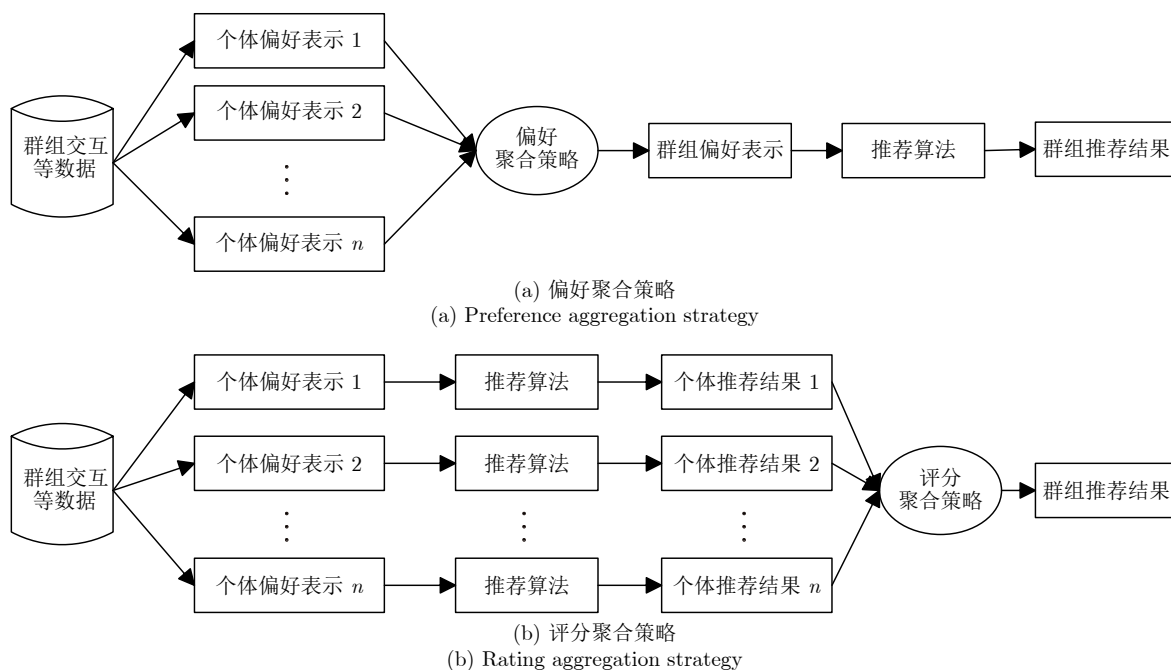 个体偏好表示 1
个体偏好表示 2
⋮
个体偏好表示 n
群组交互
等数据
偏好
聚合策略
群组偏好表示
推荐算法
群组推荐结果
(a) 偏好聚合策略
(a) Preference aggregation strategy
个体偏好表示 1
推荐算法
个体推荐结果 1
个体偏好表示 2
推荐算法
个体推荐结果 2
群组交互
等数据
评分
聚合策略
群组推荐结果
⋮
⋮
⋮
个体偏好表示 n
推荐算法
个体推荐结果 n
(b) 评分聚合策略
(b) Rating aggregation strategy